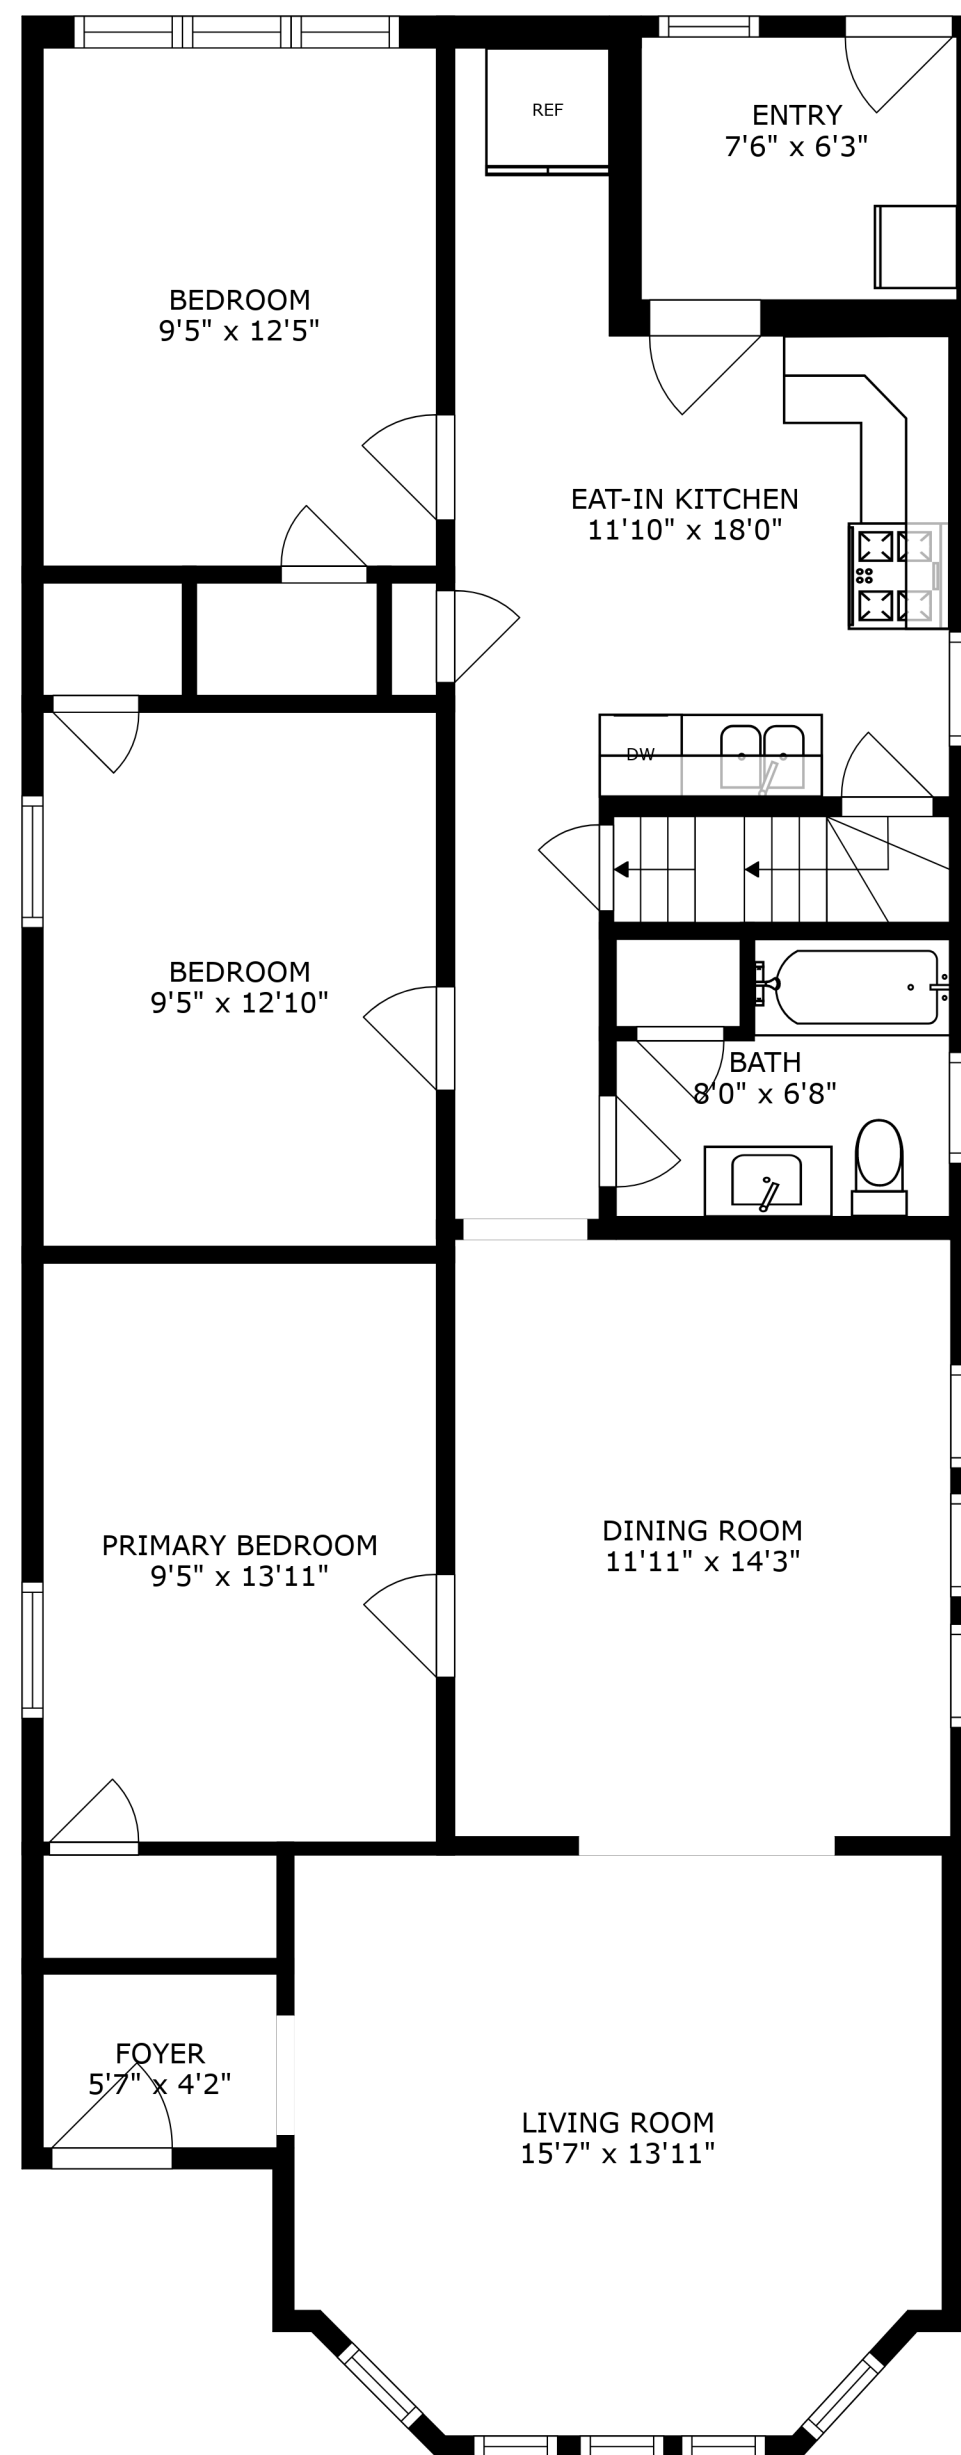 REF
ENTRY
7'6" x 6'3"
BEDROOM
9'5" x 12'5"
EAT-IN KITCHEN
11'10" x 18'0"
DW
BEDROOM
9'5" x 12'10"
BATH
8'0" x 6'8"
PRIMARY BEDROOM
9'5" x 13'11"
DINING ROOM
11'11" x 14'3"
FOYER
5'7" x 4'2"
LIVING ROOM
15'7" x 13'11"